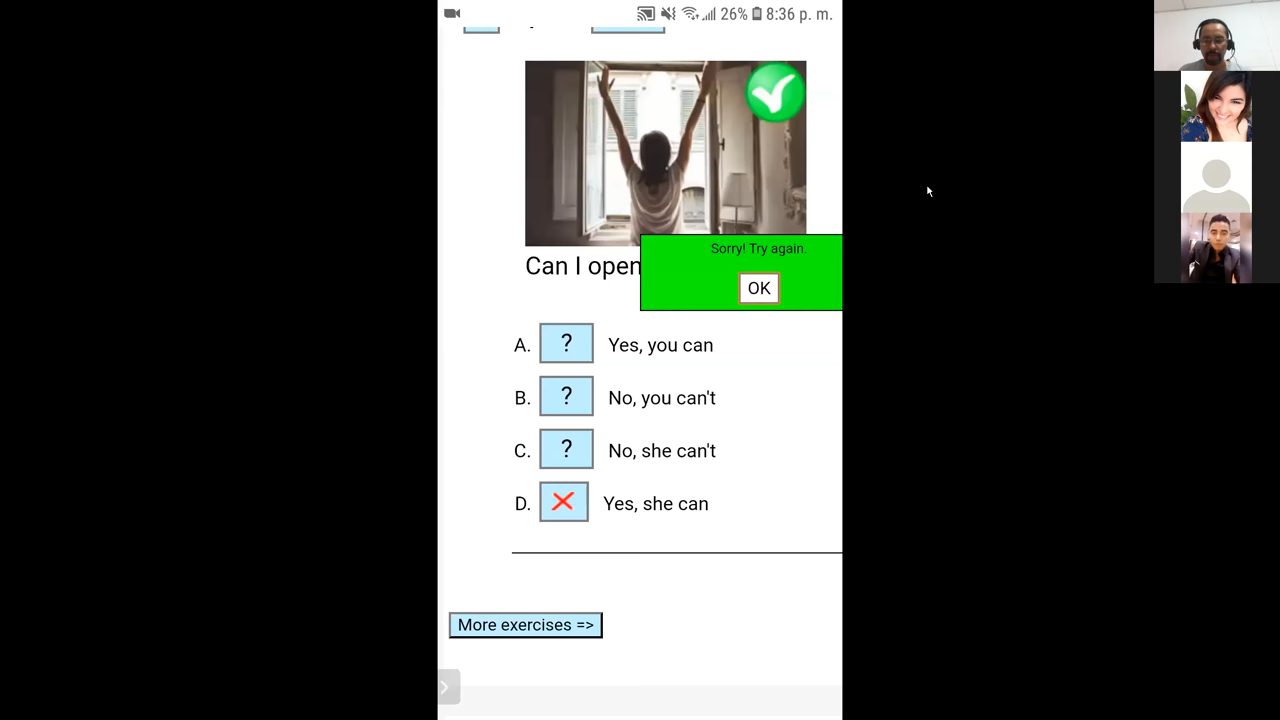 26% 8:36 p. m.
Sorry! Try again.
OK
Can I open
A. ? Yes, you can
B. ? No, you can't
C. ? No, she can't
D. Yes, she can
More exercises =>